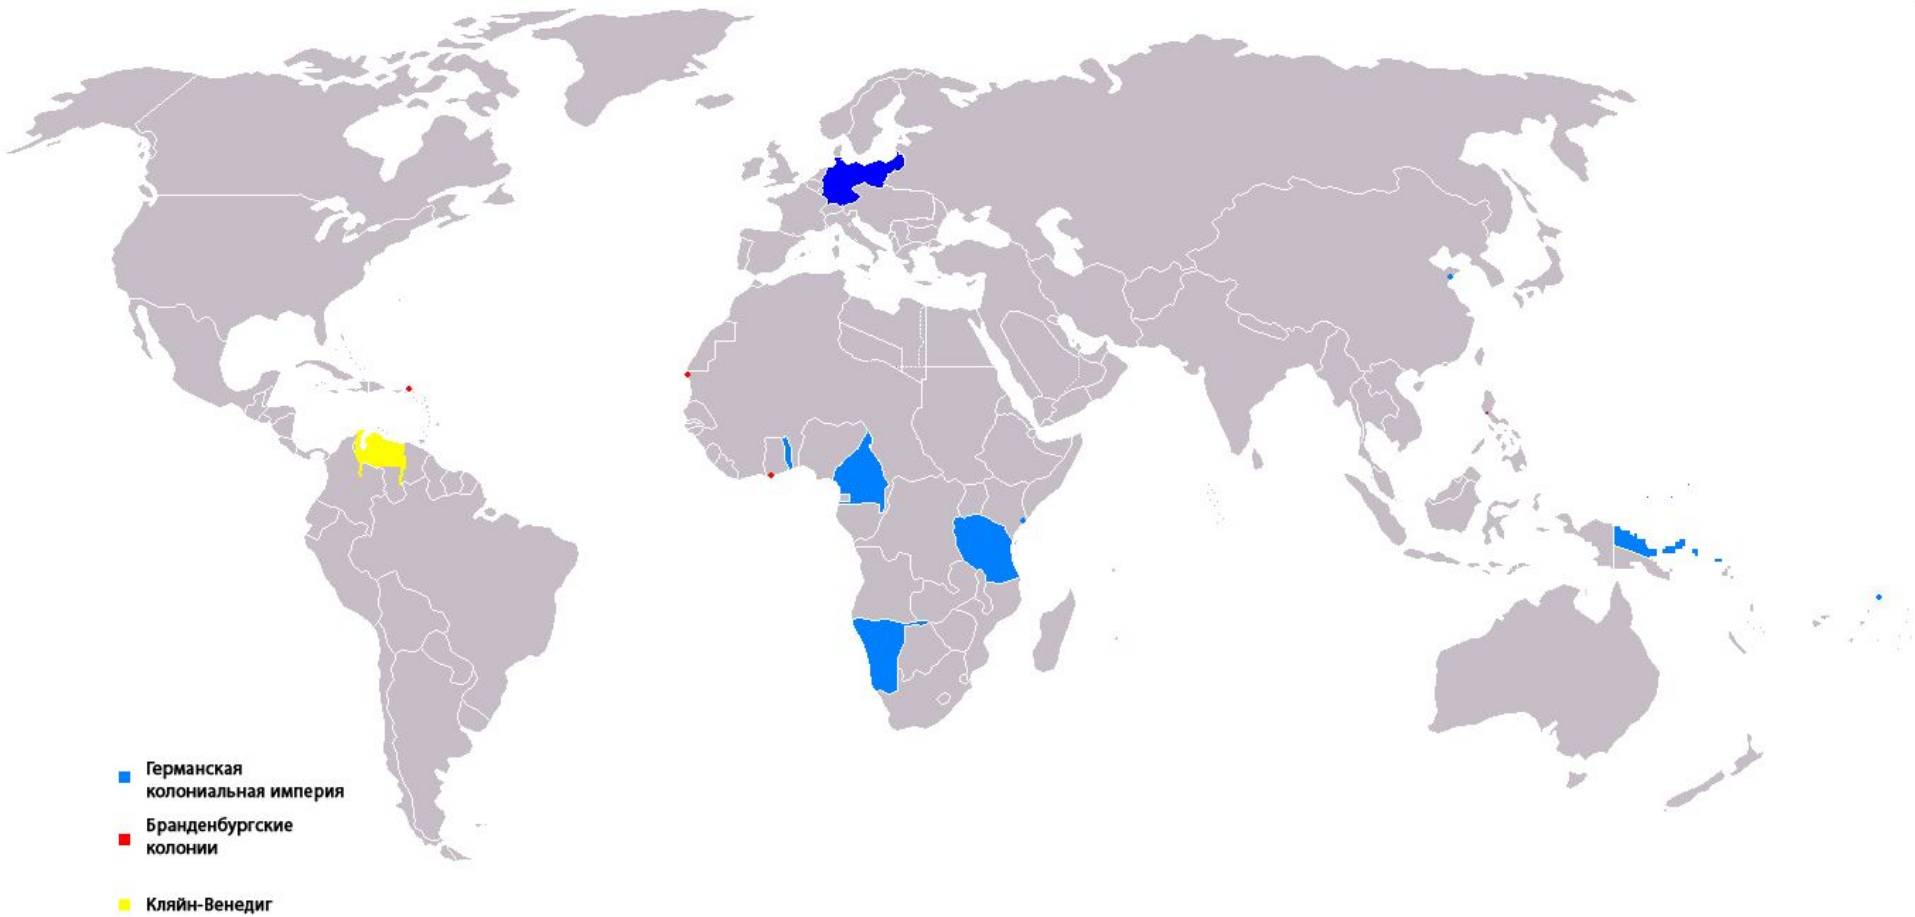 Германская
колониальная империя
Бранденбургские
колонии
Кляйн-Венедиг